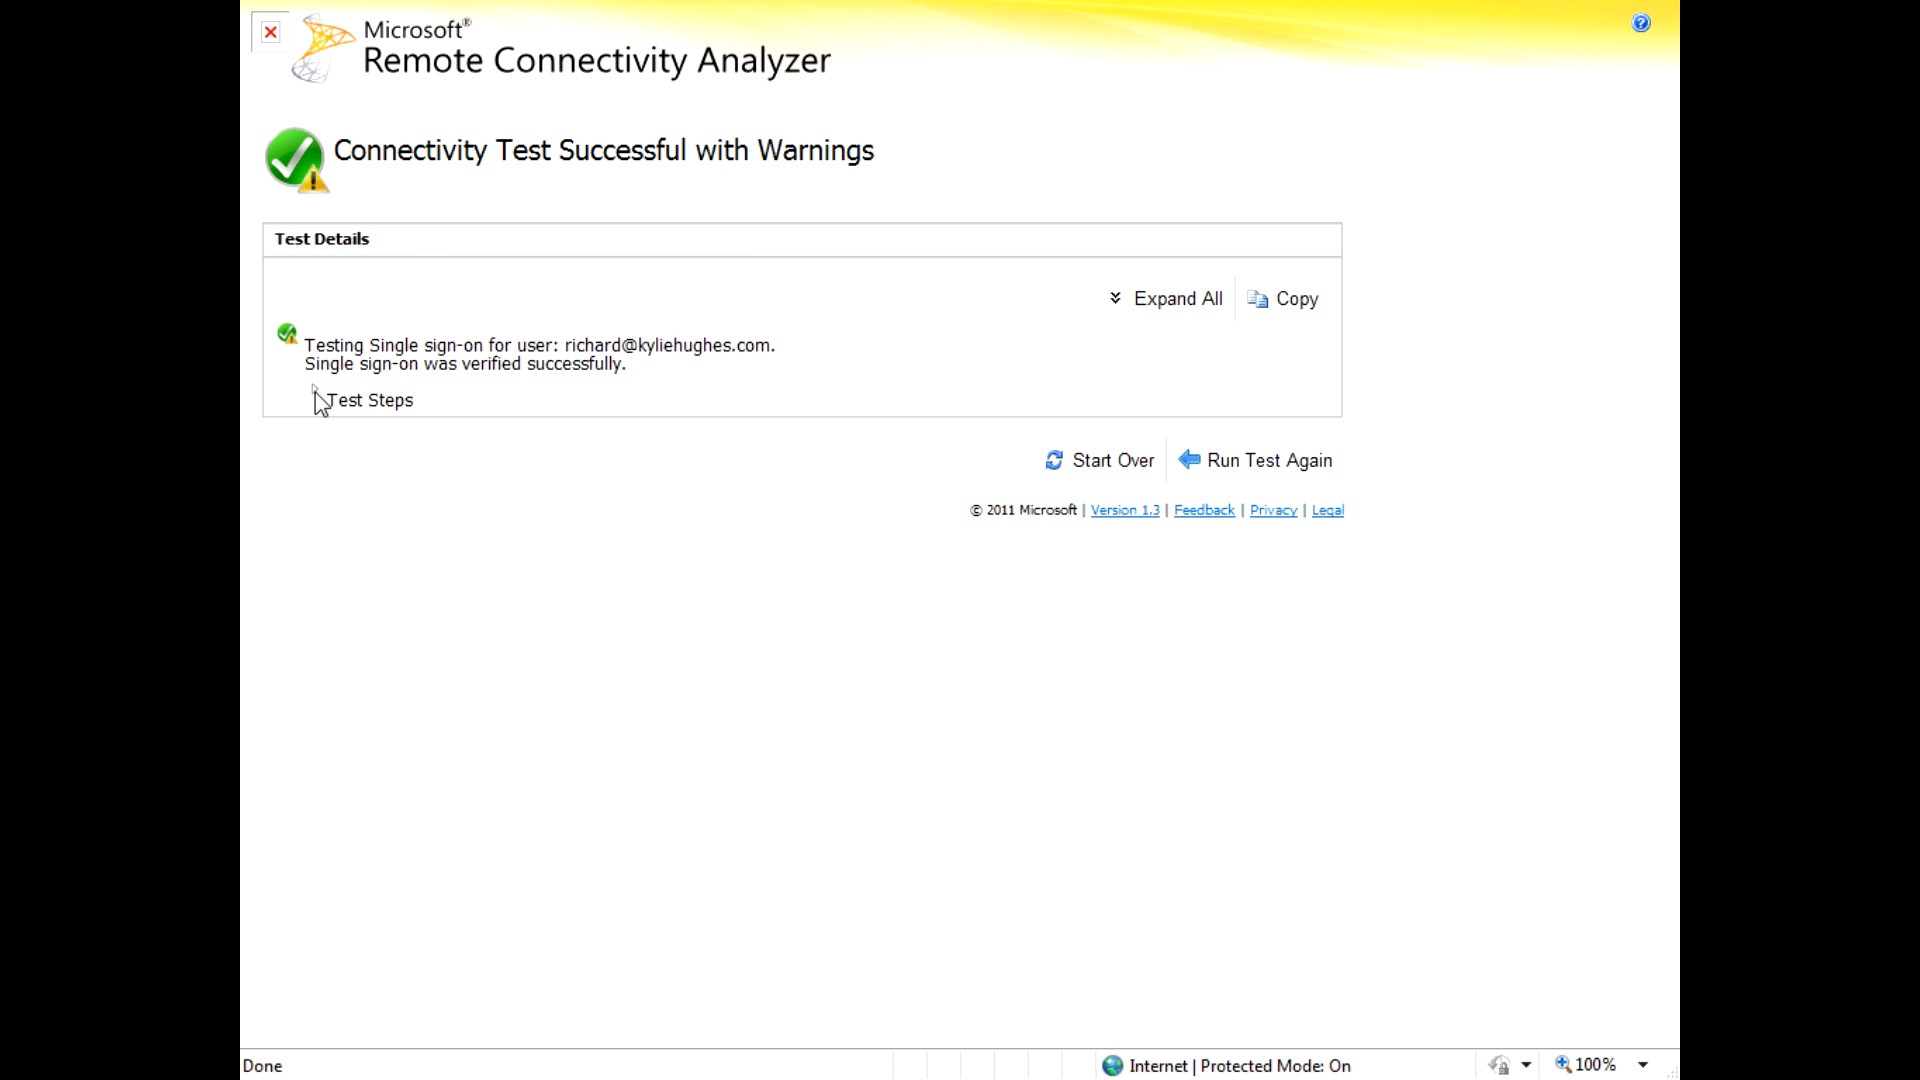 Microsoft®
Remote Connectivity Analyzer
Connectivity Test Successful with Warnings
Test Details
Expand All
Copy
Testing Single sign-on for user: richard@kyliehughes.com.
Single sign-on was verified successfully.
Test Steps
Start Over
Run Test Again
© 2011 Microsoft | Version 1.3 | Feedback | Privacy | Legal
Done
Internet | Protected Mode: On
100%